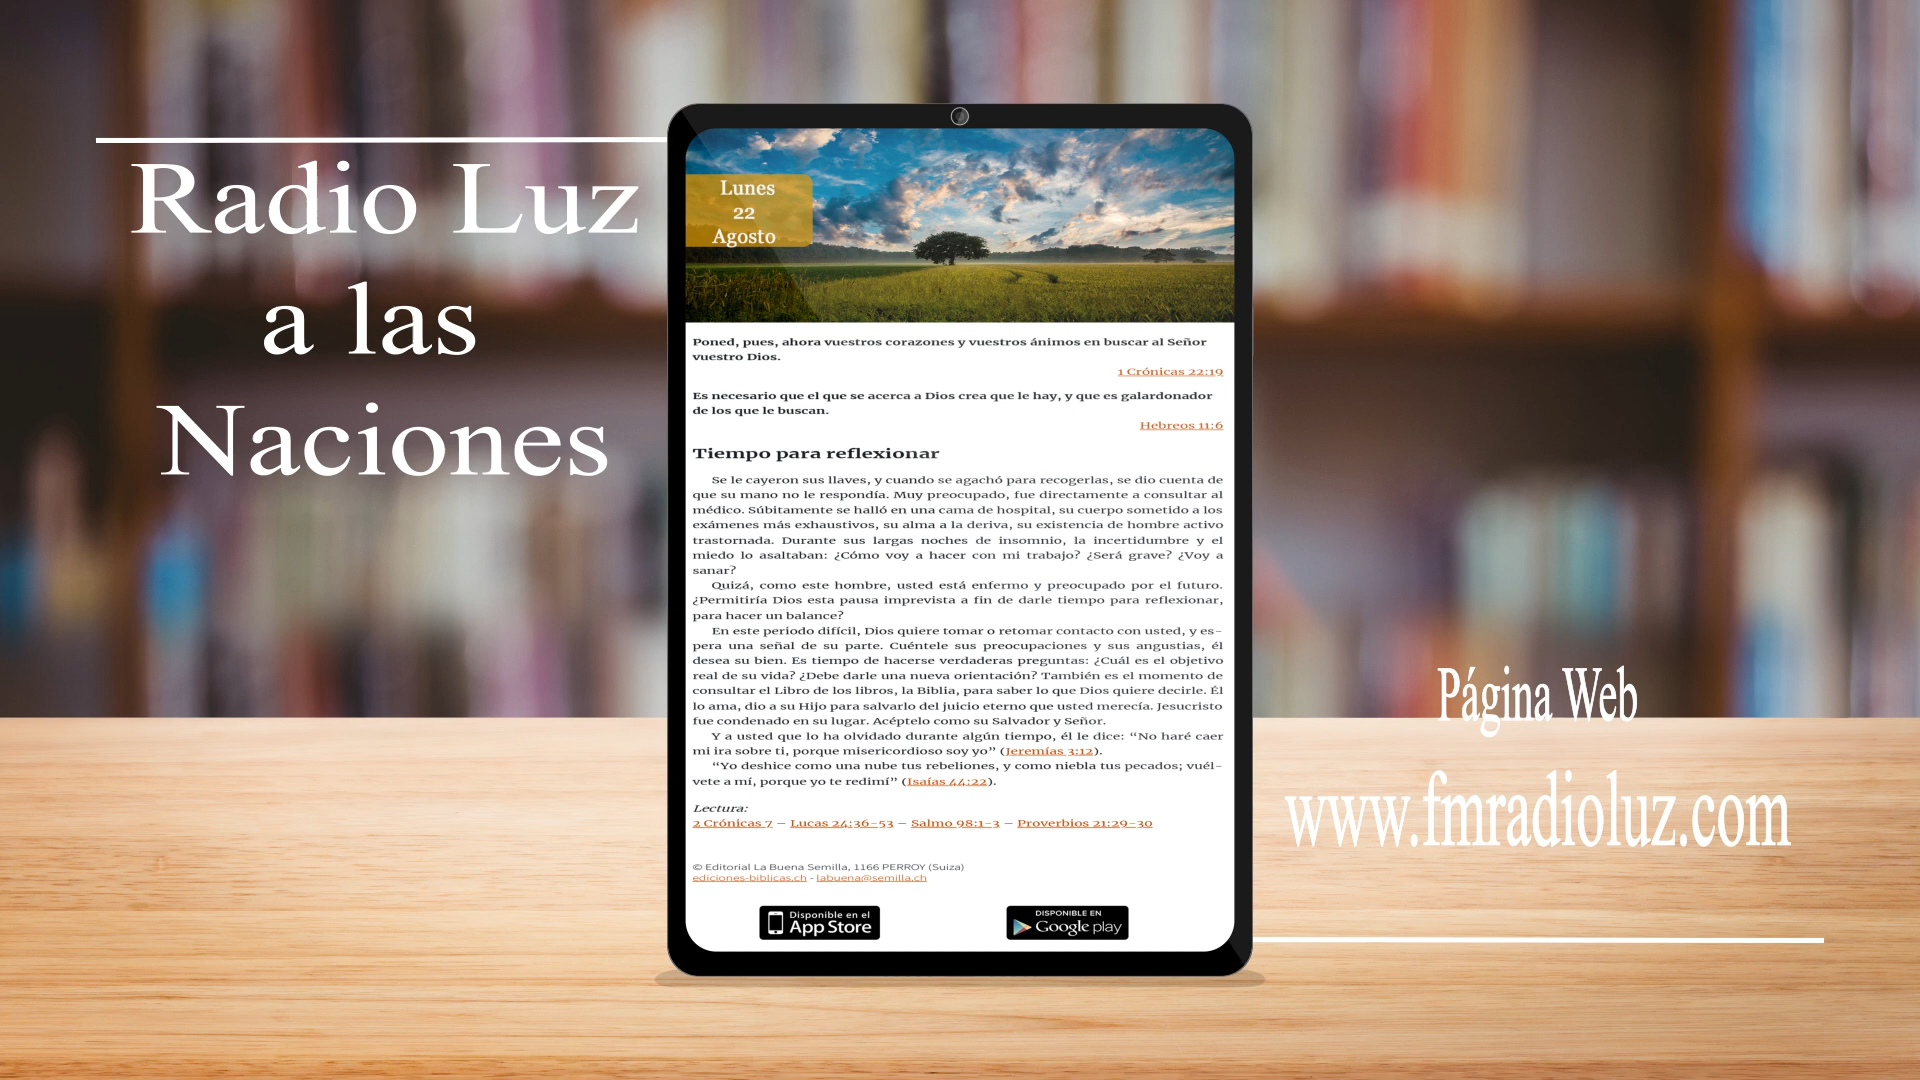 Radio Luz
a las
Naciones
Lunes
22
Agosto
Poned, pues, ahora vuestros corazones y vuestros ánimos en buscar al Señor
vuestro Dios.
1 Crónicas 22:19
Es necesario que el que se acerca a Dios crea que le hay, y que es galardonador
de los que le buscan.
Hebreos 11:6
Tiempo para reflexionar
Se le cayeron sus llaves, y cuando se agachó para recogerlas, se dio cuenta de
que su mano no le respondía. Muy preocupado, fue directamente a consultar al
médico. Súbitamente se halló en una cama de hospital, su cuerpo sometido a los
exámenes más exhaustivos, su alma a la deriva, su existencia de hombre activo
trastornada. Durante sus largas noches de insomnio, la incertidumbre y el
miedo lo asaltaban: ¿Cómo voy a hacer con mi trabajo? ¿Será grave? ¿Voy a
sanar?
Quizá, como este hombre, usted está enfermo y preocupado por el futuro.
¿Permitiría Dios esta pausa imprevista a fin de darle tiempo para reflexionar,
para hacer un balance?
En este periodo difícil, Dios quiere tomar o retomar contacto con usted, y es-
pera una señal de su parte. Cuéntele sus preocupaciones y sus angustias, él
desea su bien. Es tiempo de hacerse verdaderas preguntas: ¿Cuál es el objetivo
real de su vida? ¿Debe darle una nueva orientación? También es el momento de
consultar el Libro de los libros, la Biblia, para saber lo que Dios quiere decirle. Él
lo ama, dio a su Hijo para salvarlo del juicio eterno que usted merecía. Jesucristo
fue condenado en su lugar. Acéptelo como su Salvador y Señor.
Y a usted que lo ha olvidado durante algún tiempo, él le dice: “No haré caer
mi ira sobre ti, porque misericordioso soy yo” (Jeremías 3:12).
“Yo deshice como una nube tus rebeliones, y como niebla tus pecados; vuél-
vete a mí, porque yo te redimí” (Isaías 44:22).
Lectura:
2 Crónicas 7 – Lucas 24:36-53 – Salmo 98:1-3 – Proverbios 21:29-30
© Editorial La Buena Semilla, 1166 PERROY (Suiza)
ediciones-biblicas.ch - labuena@semilla.ch
Disponible en el
App Store
DISPONIBLE EN
Google play
Página Web
www.fmradioluz.com